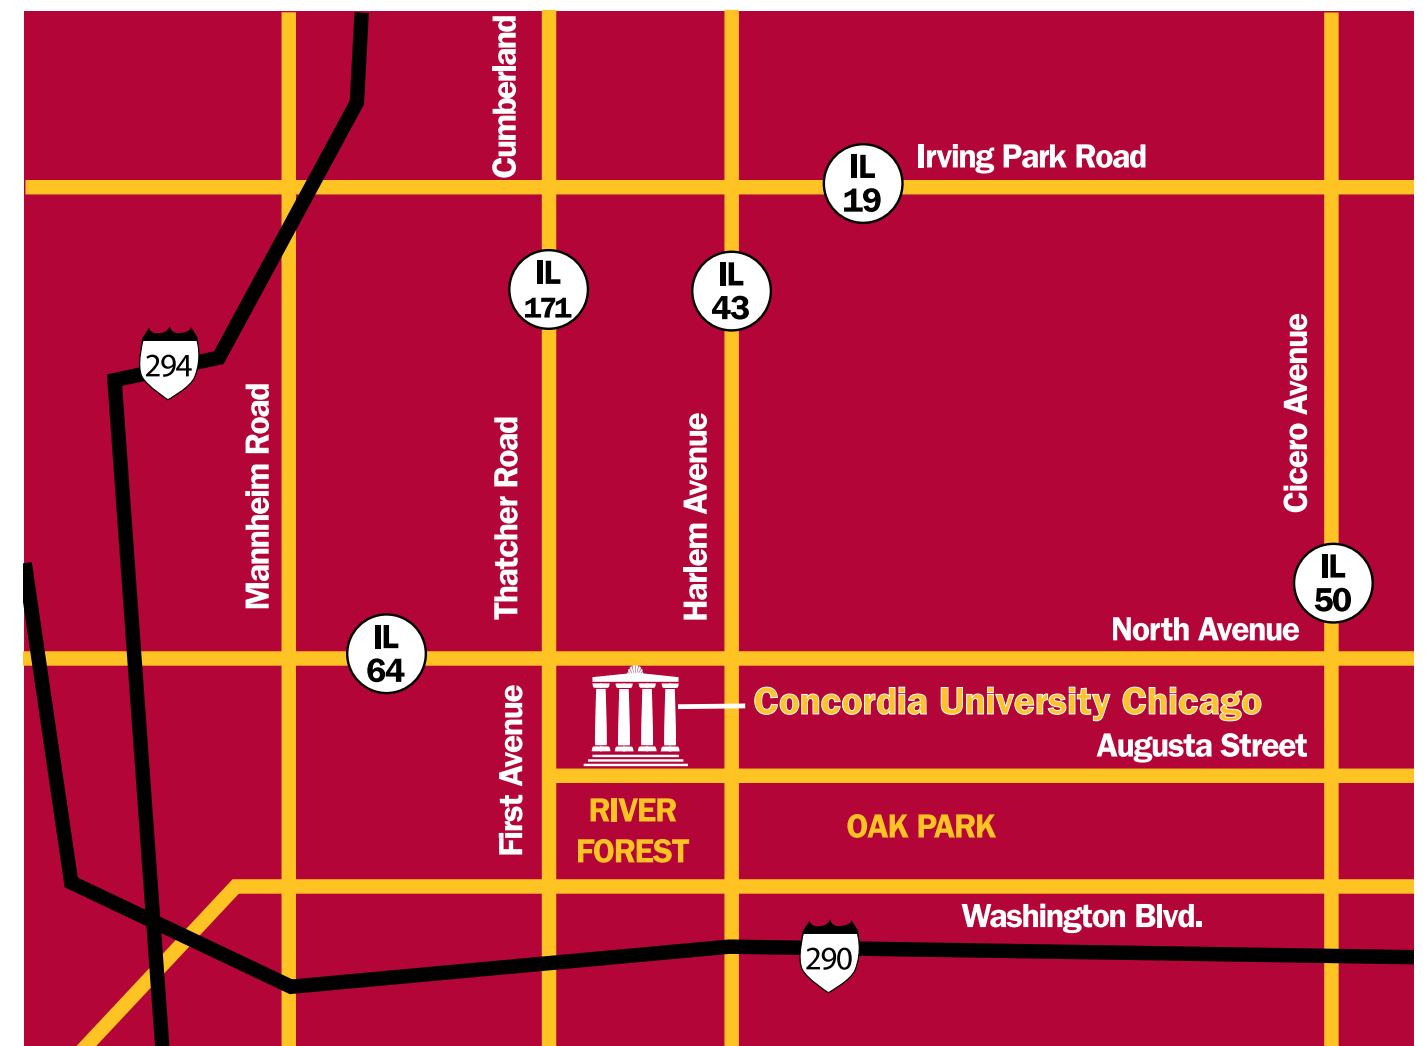 Cumberland
Irving Park Road
IL
19
IL
171
IL
43
294
Mannheim Road
Thatcher Road
Harlem Avenue
Cicero Avenue
IL
50
IL
64
North Avenue
Concordia University Chicago
First Avenue
Augusta Street
RIVER
FOREST
OAK PARK
Washington Blvd.
290